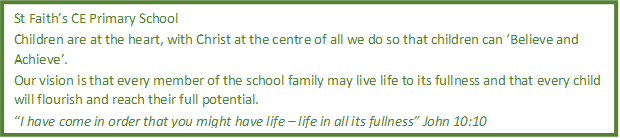 St Faith’s CE Primary School
Children are at the heart, with Christ at the centre of all we do so that children can ‘Believe and
Achieve’.
Our vision is that every member of the school family may live life to its fullness and that every child
will flourish and reach their full potential.
“I have come in order that you might have life – life in all its fullness” John 10:10